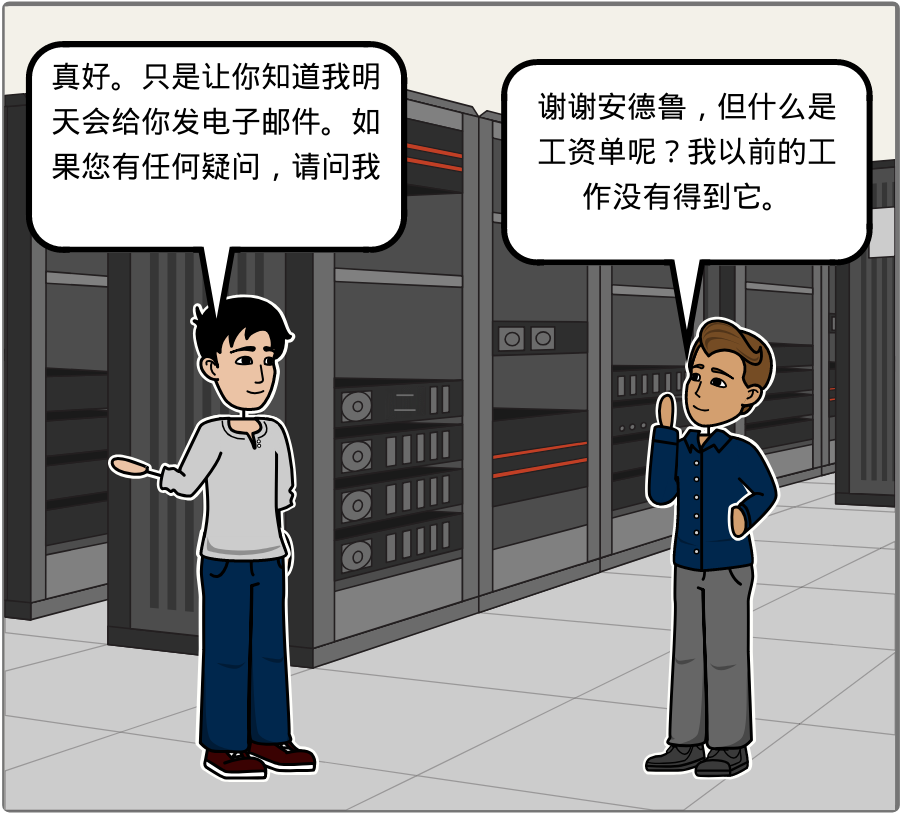 真好。只是让你知道我明
天会给你发电子邮件。如
果您有任何疑问，请问我
谢谢安德鲁，但什么是
工资单呢？我以前的工
作没有得到它。